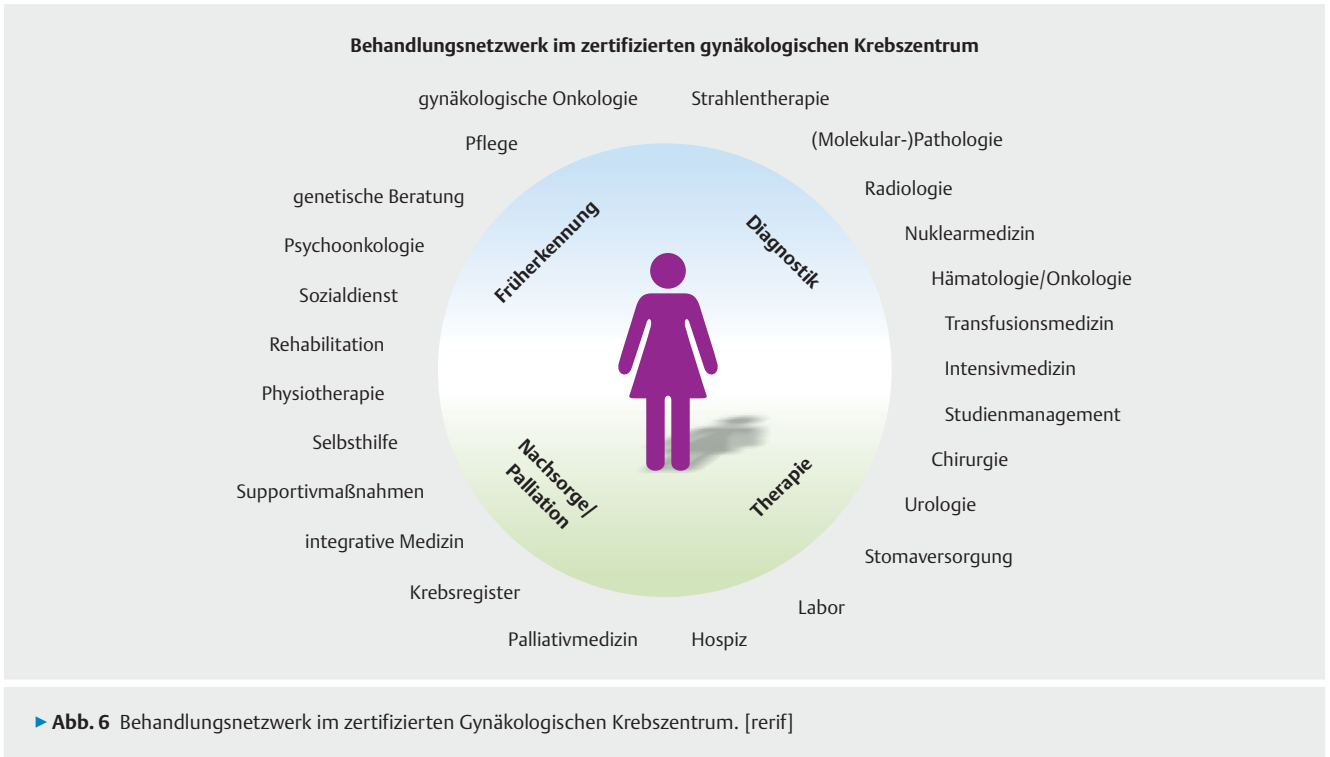 Behandlungsnetzwerk im zertifizierten gynäkologischen Krebszentrum
gynäkologische Onkologie
Strahlentherapie
Pflege
(Molekular-)Pathologie
genetische Beratung
Radiologie
Psychoonkologie
Nuklearmedizin
Sozialdienst
Hämatologie/Onkologie
Rehabilitation
Transfusionsmedizin
Physiotherapie
Intensivmedizin
Selbsthilfe
Studienmanagement
Supportivmaßnahmen
Chirurgie
integrative Medizin
Urologie
Krebsregister
Stomaversorgung
Palliativmedizin
Labor
Hospiz
Früherkennung
Diagnostik
Nachsorge/
Palliation
Therapie
▶ Abb. 6 Behandlungsnetzwerk im zertifizierten Gynäkologischen Krebszentrum. [rerif]